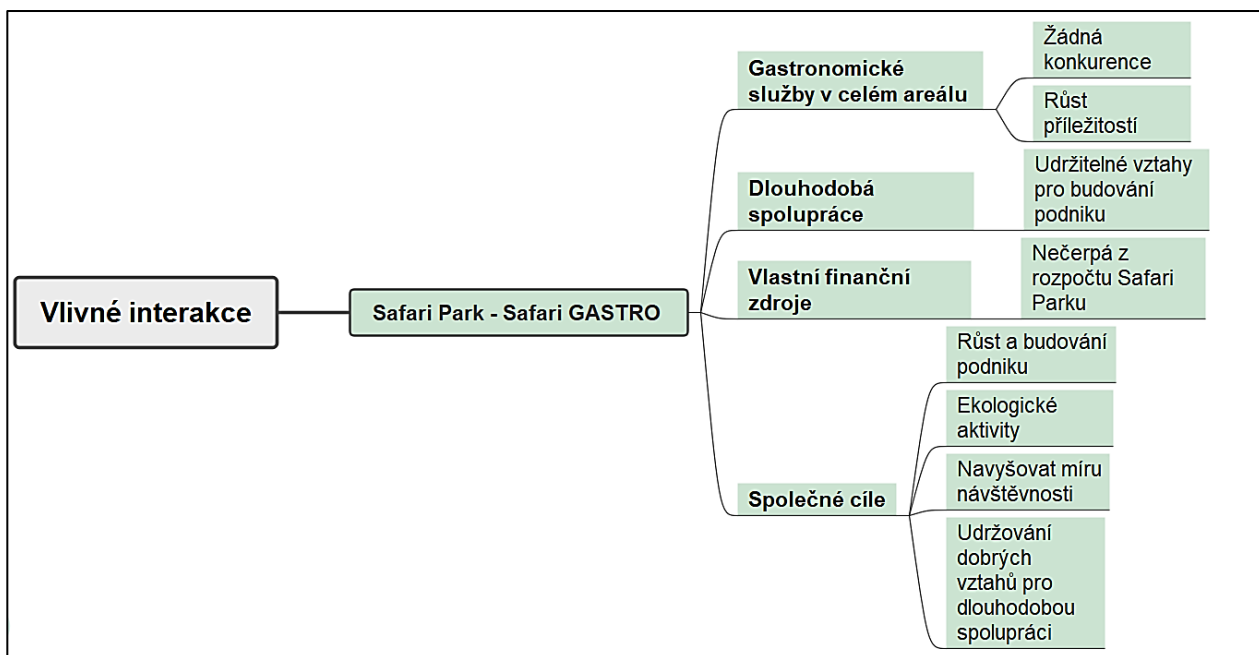 Vlivné interakce
Safari Park - Safari GASTRO
Gastronomické
služby v celém areálu
Žádná
konkurence
Růst
příležitostí
Dlouhodobá
spolupráce
Udržitelné vztahy
pro budování
podniku
Vlastní finanční
zdroje
Nečerpá z
rozpočtu Safari
Parku
Společné cíle
Růst a budování
podniku
Ekologické
aktivity
Navyšovat míru
návštěvnosti
Udržování
dobrých
vztahů pro
dlouhodobou
spolupráci